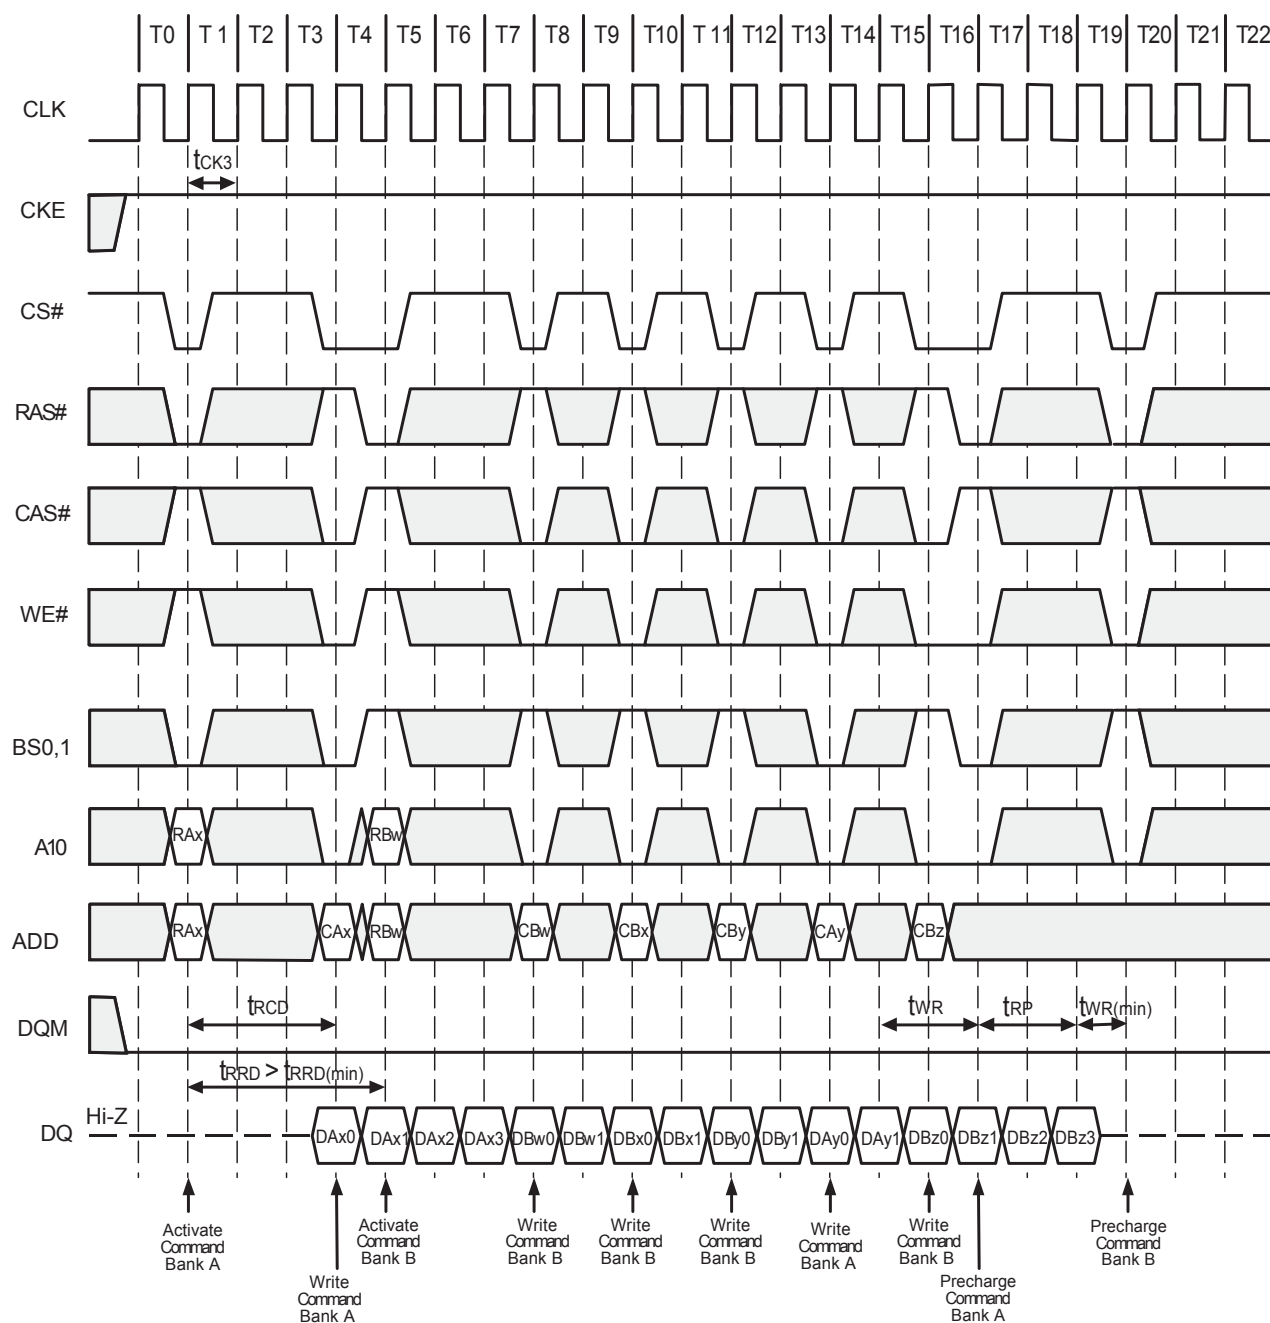 T0 T 1 T2 T3 T4 T5 T6 T7 T8 T9 T10 T 11 T12 T13 T14 T15 T16 T17 T18 T19 T20 T21 T22
CLK
tCK3
CKE
CS#
RAS#
CAS#
WE#
BS0,1
A10
RAx RBw
ADD
RAx CAx RBw CBw CBx CBy CAy CBz
DQM
tRCD tWR tRP tWR(min)
tRRD > tRRD(min)
Hi-Z
DQ
DAx0 DAx1 DAx2 DAx3 DBw0 DBw1 DBx0 DBx1 DBy0 DBy1 DAy0 DAy1 DBz0 DBz1 DBz2 DBz3
Activate
Command
Bank A
Write
Command
Bank A
Activate
Command
Bank B
Write
Command
Bank B
Write
Command
Bank B
Write
Command
Bank B
Write
Command
Bank A
Write
Command
Bank B
Precharge
Command
Bank A
Precharge
Command
Bank B